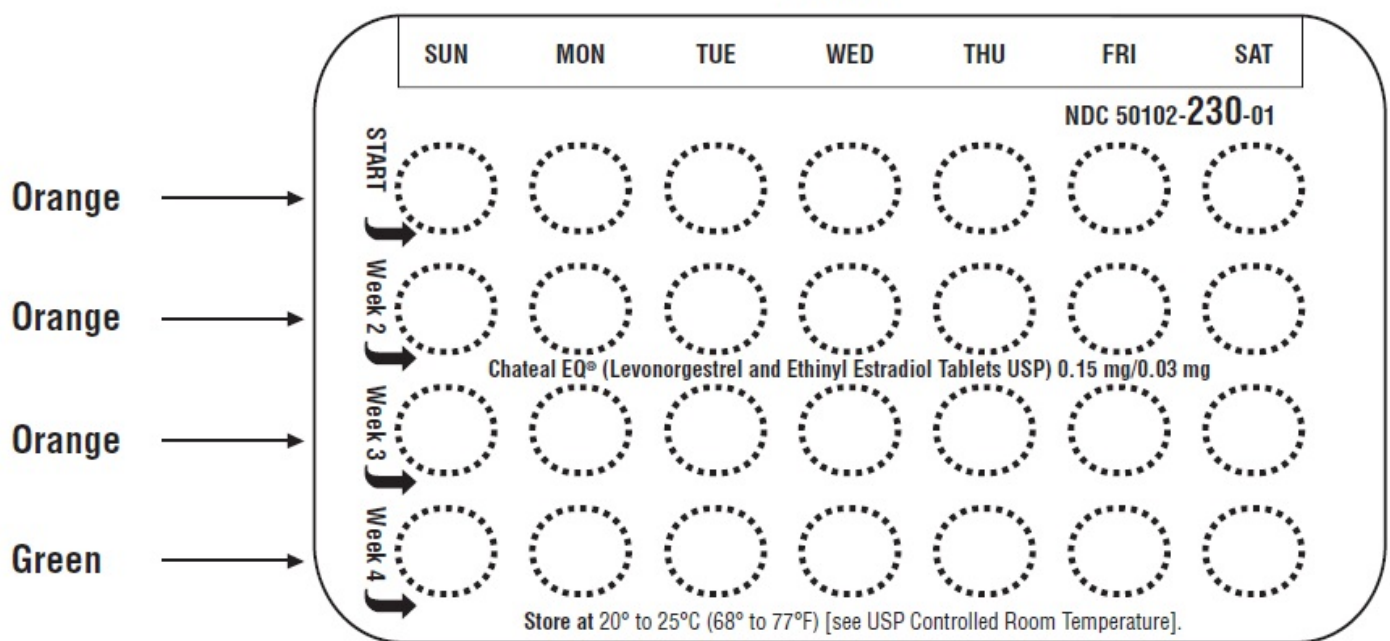 SUN MON TUE WED THU FRI SAT
NDC 50102-230-01
START
Orange
Week 2
Orange
Chateal EQ® (Levonorgestrel and Ethinyl Estradiol Tablets USP) 0.15 mg/0.03 mg
Week 3
Orange
Week 4
Green
Store at 20° to 25°C (68° to 77°F) [see USP Controlled Room Temperature].